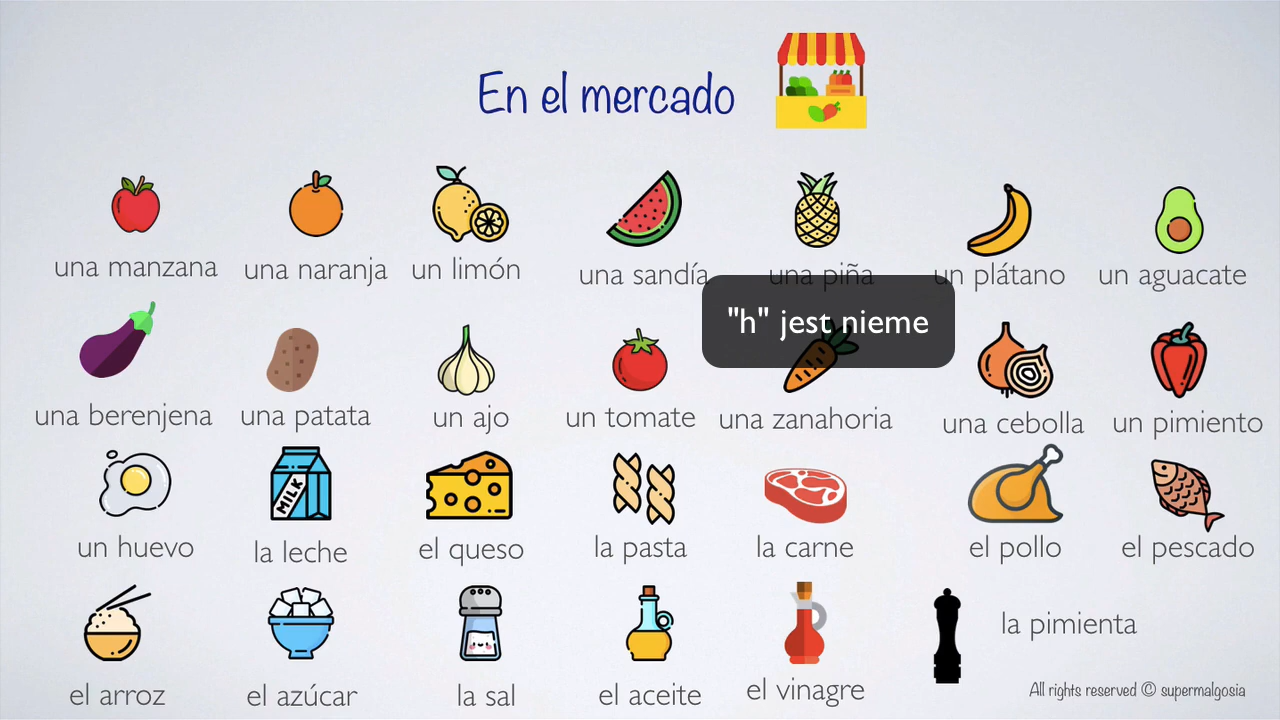 En el mercado
una manzana
una naranja
un limón
una sandía
una piña
un plátano
un aguacate
"h" jest nieme
una berenjena
una patata
un ajo
un tomate
una zanahoria
una cebolla
un pimiento
MILK
un huevo
la leche
el queso
la pasta
la carne
el pollo
el pescado
el arroz
el azúcar
la sal
el aceite
el vinagre
la pimienta
All rights reserved © supermalgosia